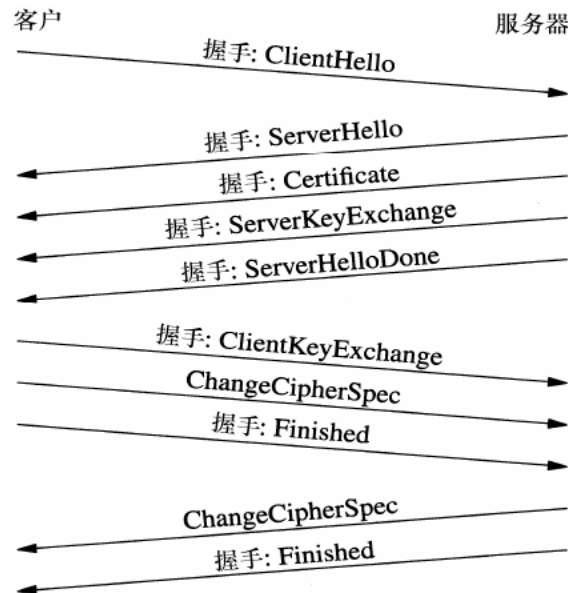 客户
服务器
握手: ClientHello
握手: ServerHello
握手: Certificate
握手: ServerKeyExchange
握手: ServerHelloDone
握手: ClientKeyExchange
ChangeCipherSpec
握手: Finished
ChangeCipherSpec
握手: Finished